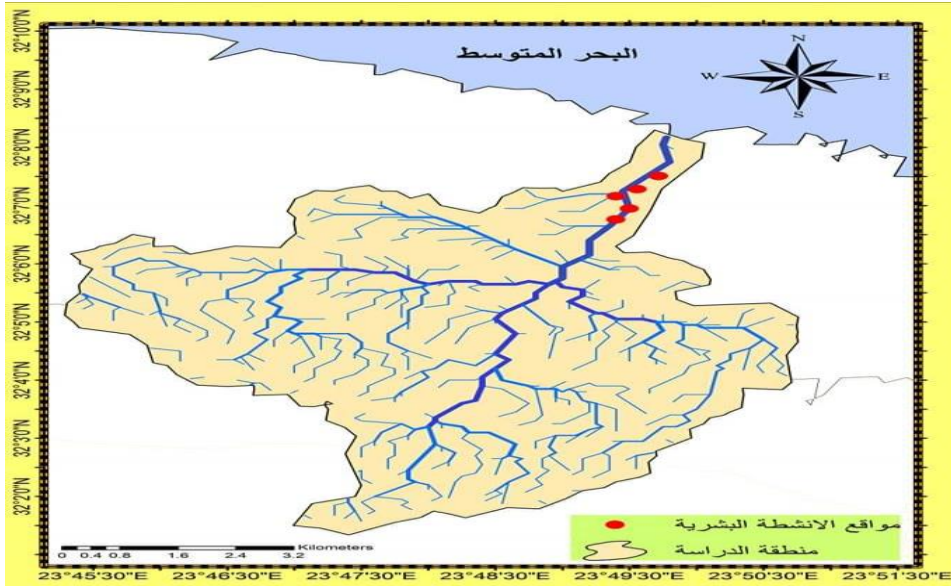 البحر المتوسط
N
W E
S
32°10'0"N
32°9'0"N
32°8'0"N
32°7'0"N
32°6'0"N
32°5'0"N
32°4'0"N
32°3'0"N
32°2'0"N
مواقع الانشطة البشرية
منطقة الدراسة
0 0.4 0.8 1.6 2.4 3.2 Kilometers
23°45'30"E 23°46'30"E 23°47'30"E 23°48'30"E 23°49'30"E 23°50'30"E 23°51'30"E